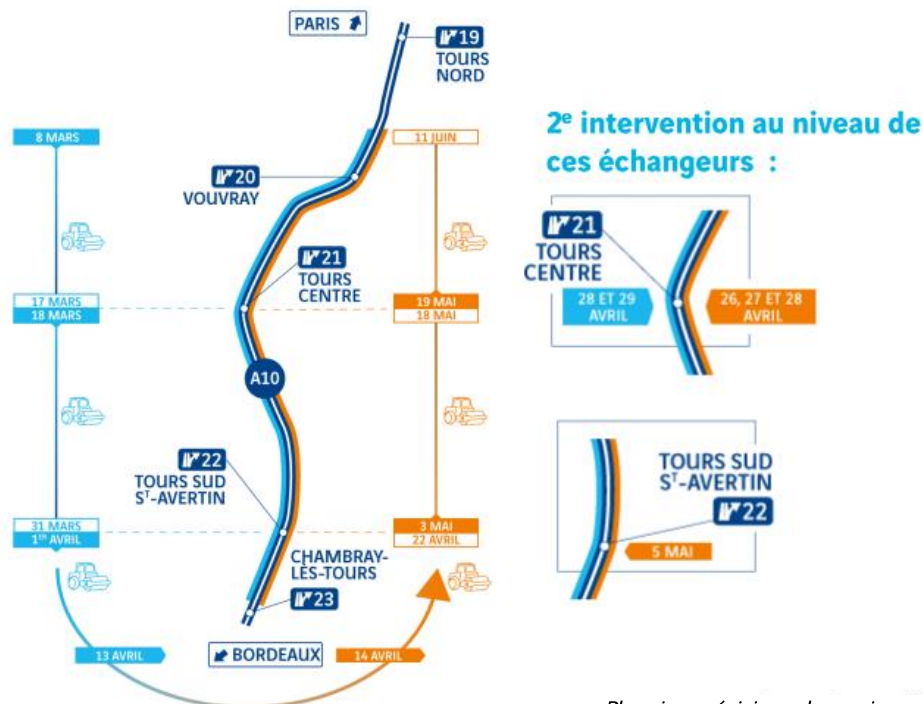 PARIS
19
TOURS
NORD
8 MARS
11 JUIN
20
VOUVRAY
21
TOURS
CENTRE
17 MARS
18 MARS
19 MAI
18 MAI
A10
22
TOURS SUD
Sᵀ-AVERTIN
31 MARS
1ᴱᴿ AVRIL
3 MAI
22 AVRIL
CHAMBRAY-
LÈS-TOURS
23
13 AVRIL
BORDEAUX
14 AVRIL
2ᵉ intervention au niveau de
ces échangeurs :
21
TOURS
CENTRE
28 ET 29
AVRIL
26, 27 ET 28
AVRIL
TOURS SUD
Sᵀ-AVERTIN
22
5 MAI